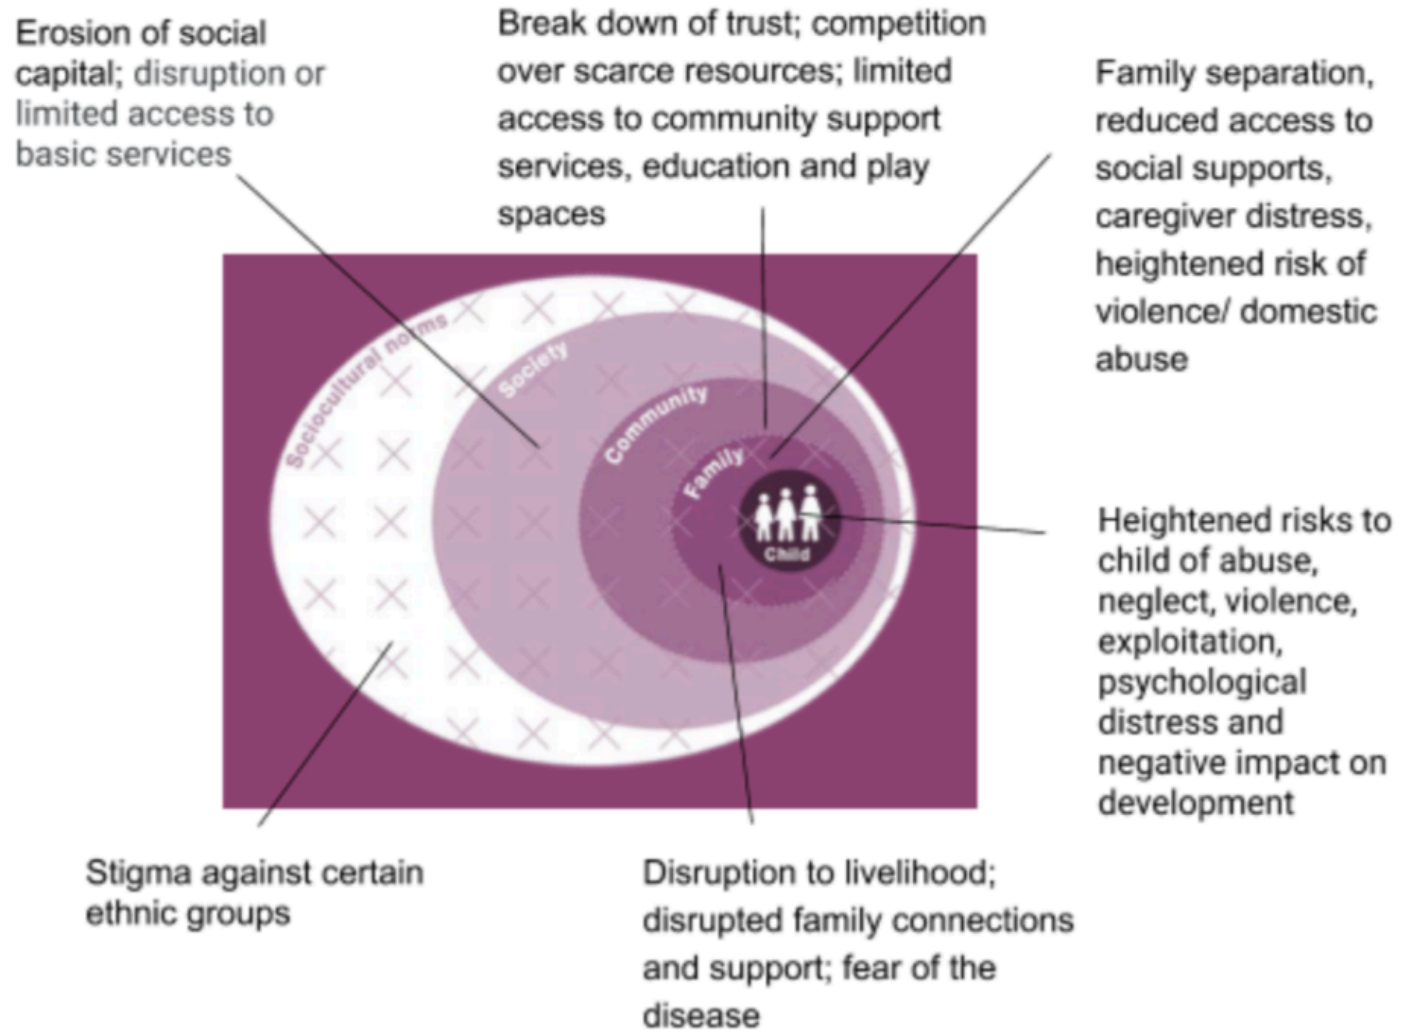 Erosion of social
capital; disruption or
limited access to
basic services
Break down of trust; competition
over scarce resources; limited
access to community support
services, education and play
spaces
Family separation,
reduced access to
social supports,
caregiver distress,
heightened risk of
violence/ domestic
abuse
Sociocultural norms
Society
Community
Family
Child
Heightened risks to
child of abuse,
neglect, violence,
exploitation,
psychological
distress and
negative impact on
development
Stigma against certain
ethnic groups
Disruption to livelihood;
disrupted family connections
and support; fear of the
disease